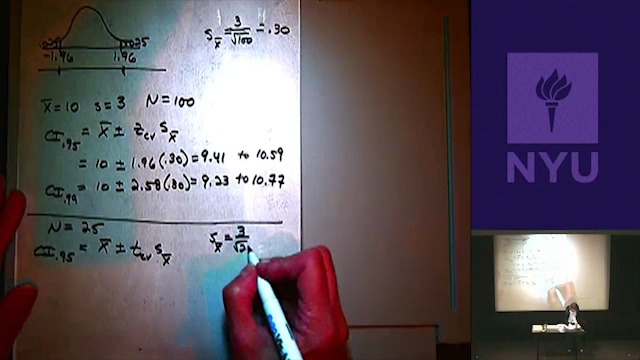 .025 .025
-1.96 1.96
S_X̄ = 3/√100 = .30
X̄ = 10 s = 3 N = 100
CI.95 = X̄ ± z_cv S_X̄
= 10 ± 1.96(.30) = 9.41 to 10.59
CI.99 = 10 ± 2.58(.30) = 9.23 to 10.77
N = 25
CI.95 = X̄ ± t_cv S_X̄
S_X̄ = 3/√2
NYU